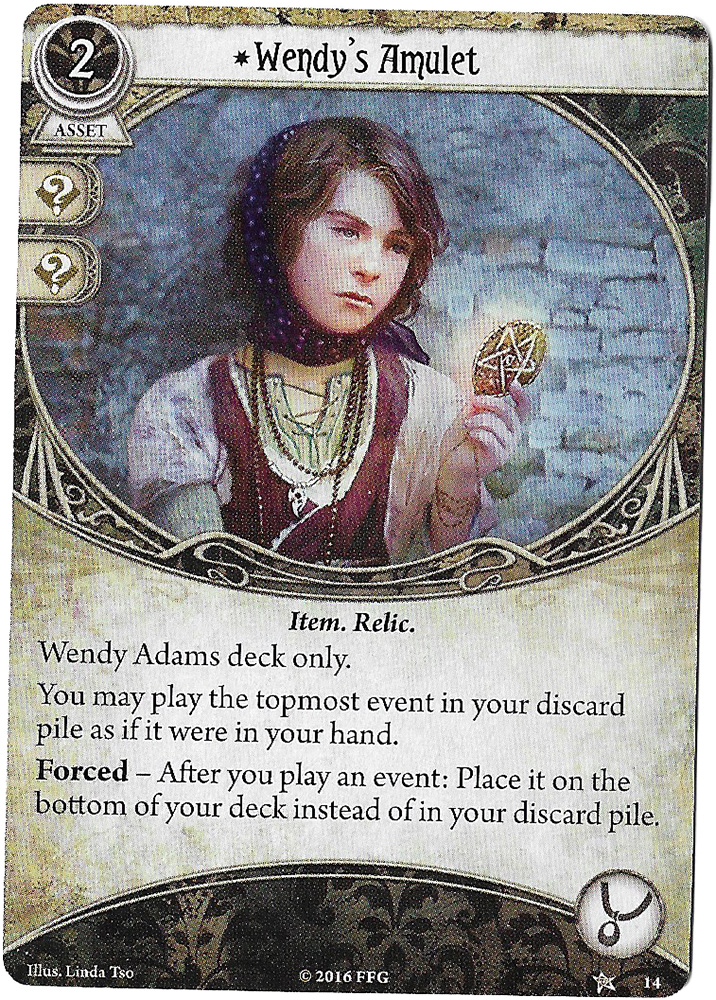 2
✷Wendy's Amulet
ASSET
?
?
Item. Relic.
Wendy Adams deck only.
You may play the topmost event in your discard
pile as if it were in your hand.
Forced – After you play an event: Place it on the
bottom of your deck instead of in your discard pile.
Illus. Linda Tso
© 2016 FFG
14